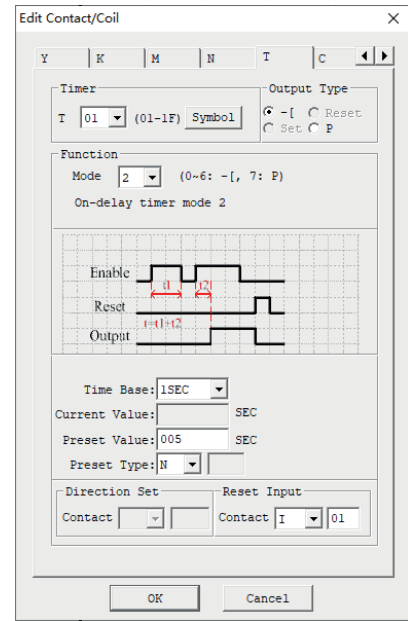 Edit Contact/Coil
Y K M N T C
Timer
T 01 (01-1F) Symbol
Output Type
-[ Reset
Set P
Function
Mode 2 (0~6: -[, 7: P)
On-delay timer mode 2
Enable
t1 t2
Reset
t=t1+t2
Output
Time Base: 1SEC
Current Value: SEC
Preset Value: 005 SEC
Preset Type: N
Direction Set
Contact
Reset Input
Contact I 01
OK Cancel